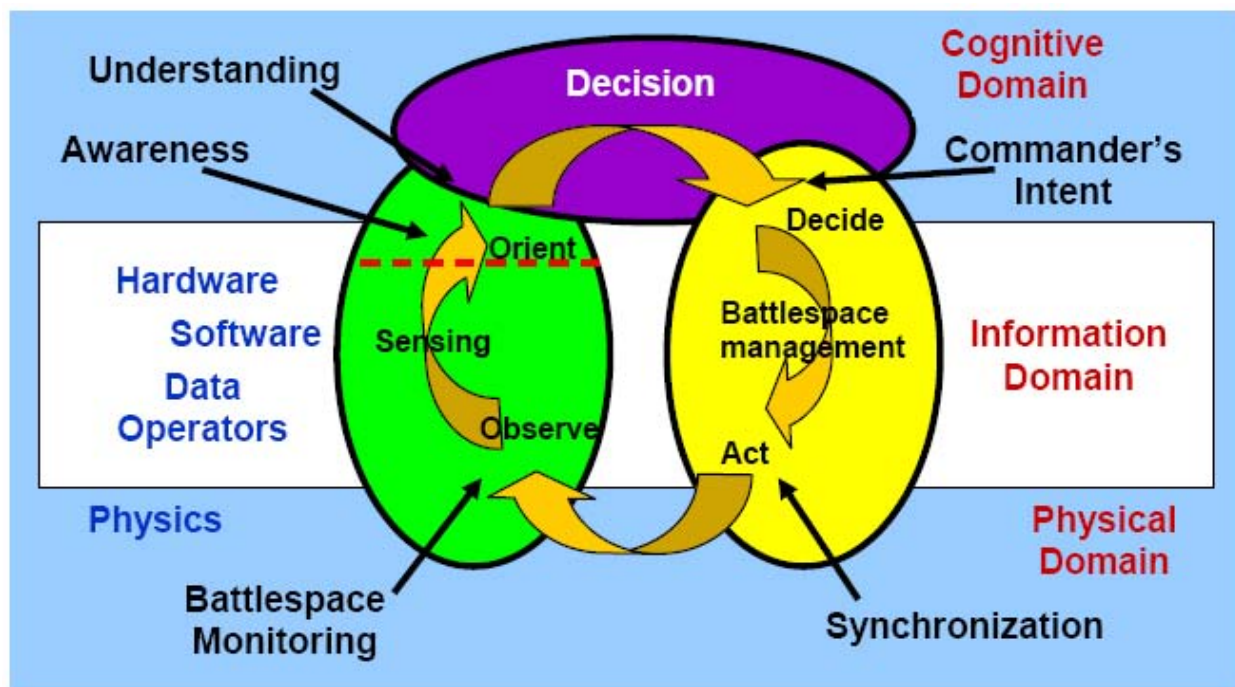 Understanding
Decision
Cognitive
Domain
Awareness
Commander's
Intent
Orient
Decide
Hardware
Software
Sensing
Battlespace
management
Information
Domain
Data
Operators
Observe
Act
Physics
Physical
Domain
Battlespace
Monitoring
Synchronization